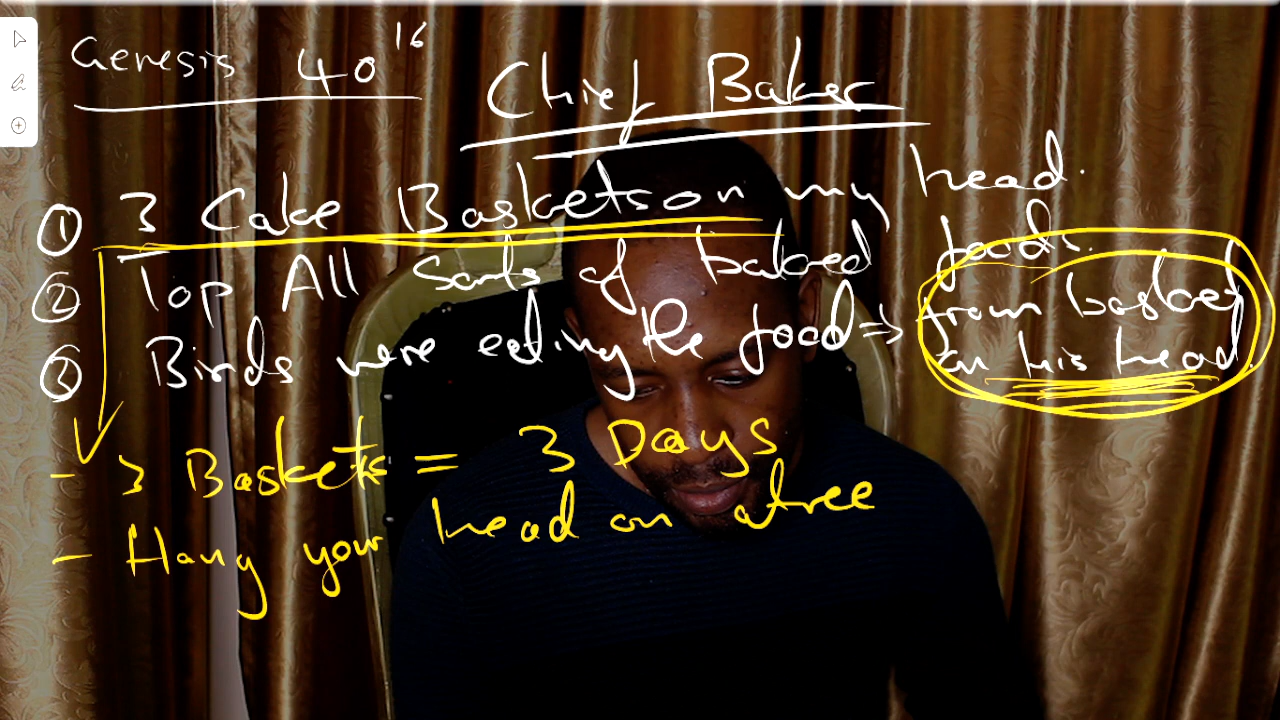 Genesis 40 16
Chief Baker
① 3 Cake Baskets on my head.
② Top All sorts of baked foods.
③ Birds were eating the food ⇒ from basket on his head.
- 3 Baskets = 3 Days
- Hang your head on a tree